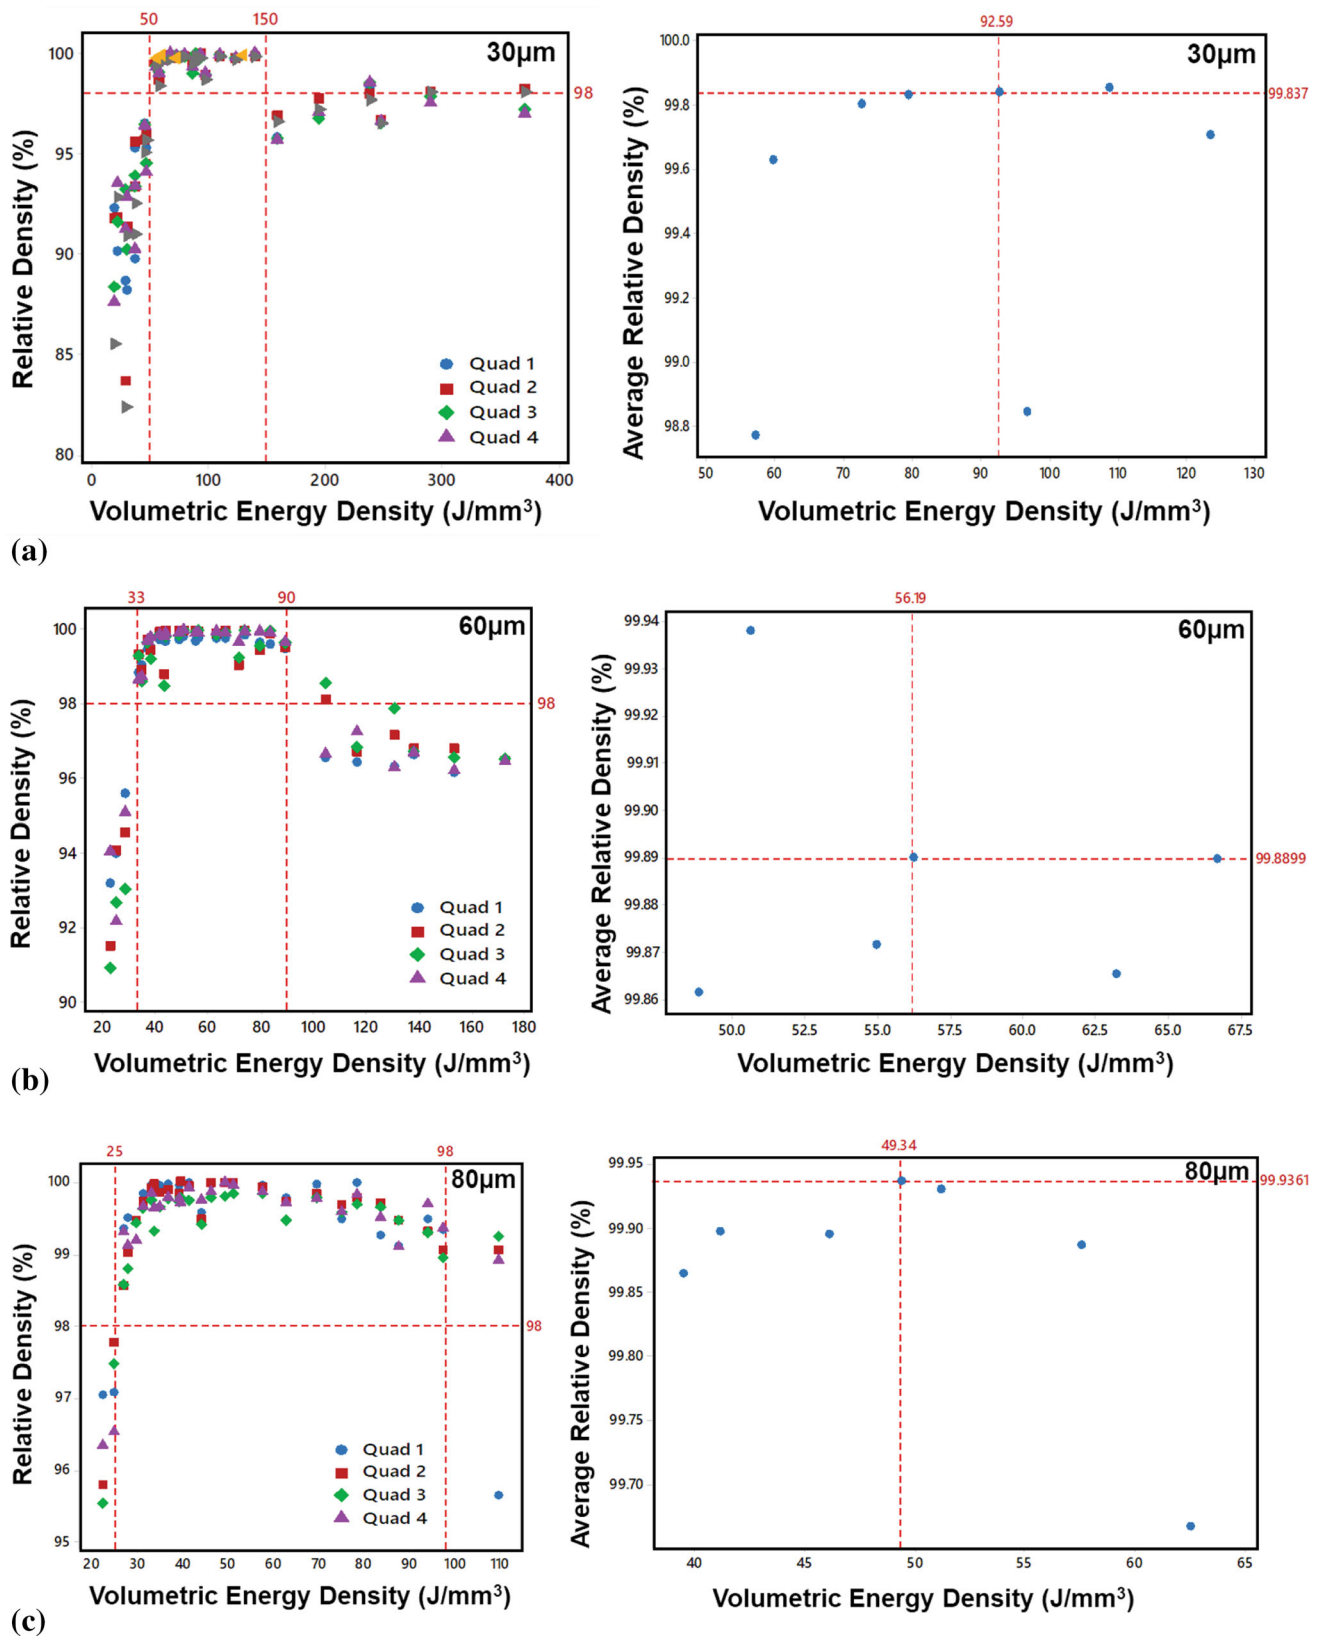 50 150
30µm
100
95
90
85
80
98
Quad 1
Quad 2
Quad 3
Quad 4
0 100 200 300 400
Relative Density (%)
Volumetric Energy Density (J/mm³)
92.59
30µm
100.0
99.8
99.6
99.4
99.2
99.0
98.8
99.837
50 60 70 80 90 100 110 120 130
Average Relative Density (%)
Volumetric Energy Density (J/mm³)
(a)
33 90
60µm
100
98
96
94
92
90
98
Quad 1
Quad 2
Quad 3
Quad 4
20 40 60 80 100 120 140 160 180
Relative Density (%)
Volumetric Energy Density (J/mm³)
56.19
60µm
99.94
99.93
99.92
99.91
99.90
99.89
99.88
99.87
99.86
99.8899
50.0 52.5 55.0 57.5 60.0 62.5 65.0 67.5
Average Relative Density (%)
Volumetric Energy Density (J/mm³)
(b)
25 98
80µm
100
99
98
97
96
95
98
Quad 1
Quad 2
Quad 3
Quad 4
20 30 40 50 60 70 80 90 100 110
Relative Density (%)
Volumetric Energy Density (J/mm³)
49.34
80µm
99.95
99.90
99.85
99.80
99.75
99.70
99.9361
40 45 50 55 60 65
Average Relative Density (%)
Volumetric Energy Density (J/mm³)
(c)